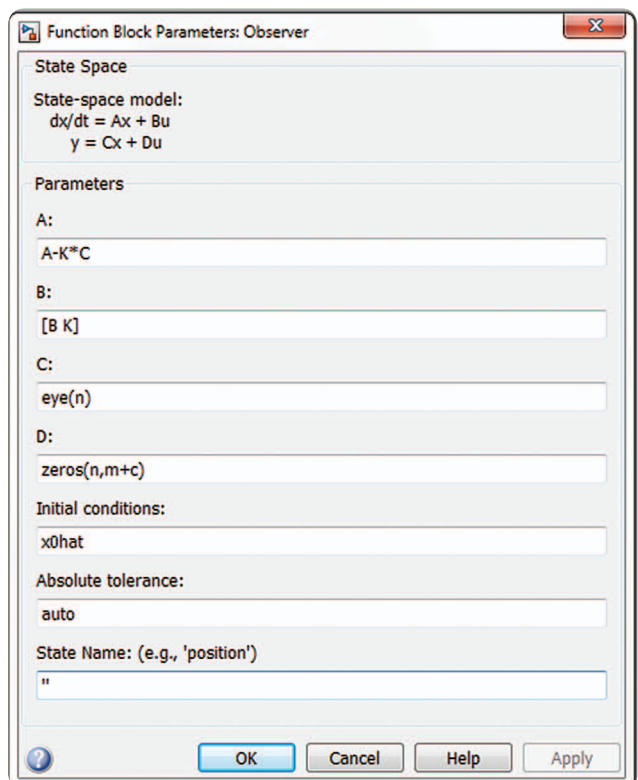 Function Block Parameters: Observer
State Space
State-space model:
dx/dt = Ax + Bu
y = Cx + Du
Parameters
A:
A-K*C
B:
[B K]
C:
eye(n)
D:
zeros(n,m+c)
Initial conditions:
x0hat
Absolute tolerance:
auto
State Name: (e.g., 'position')
''
OK Cancel Help Apply